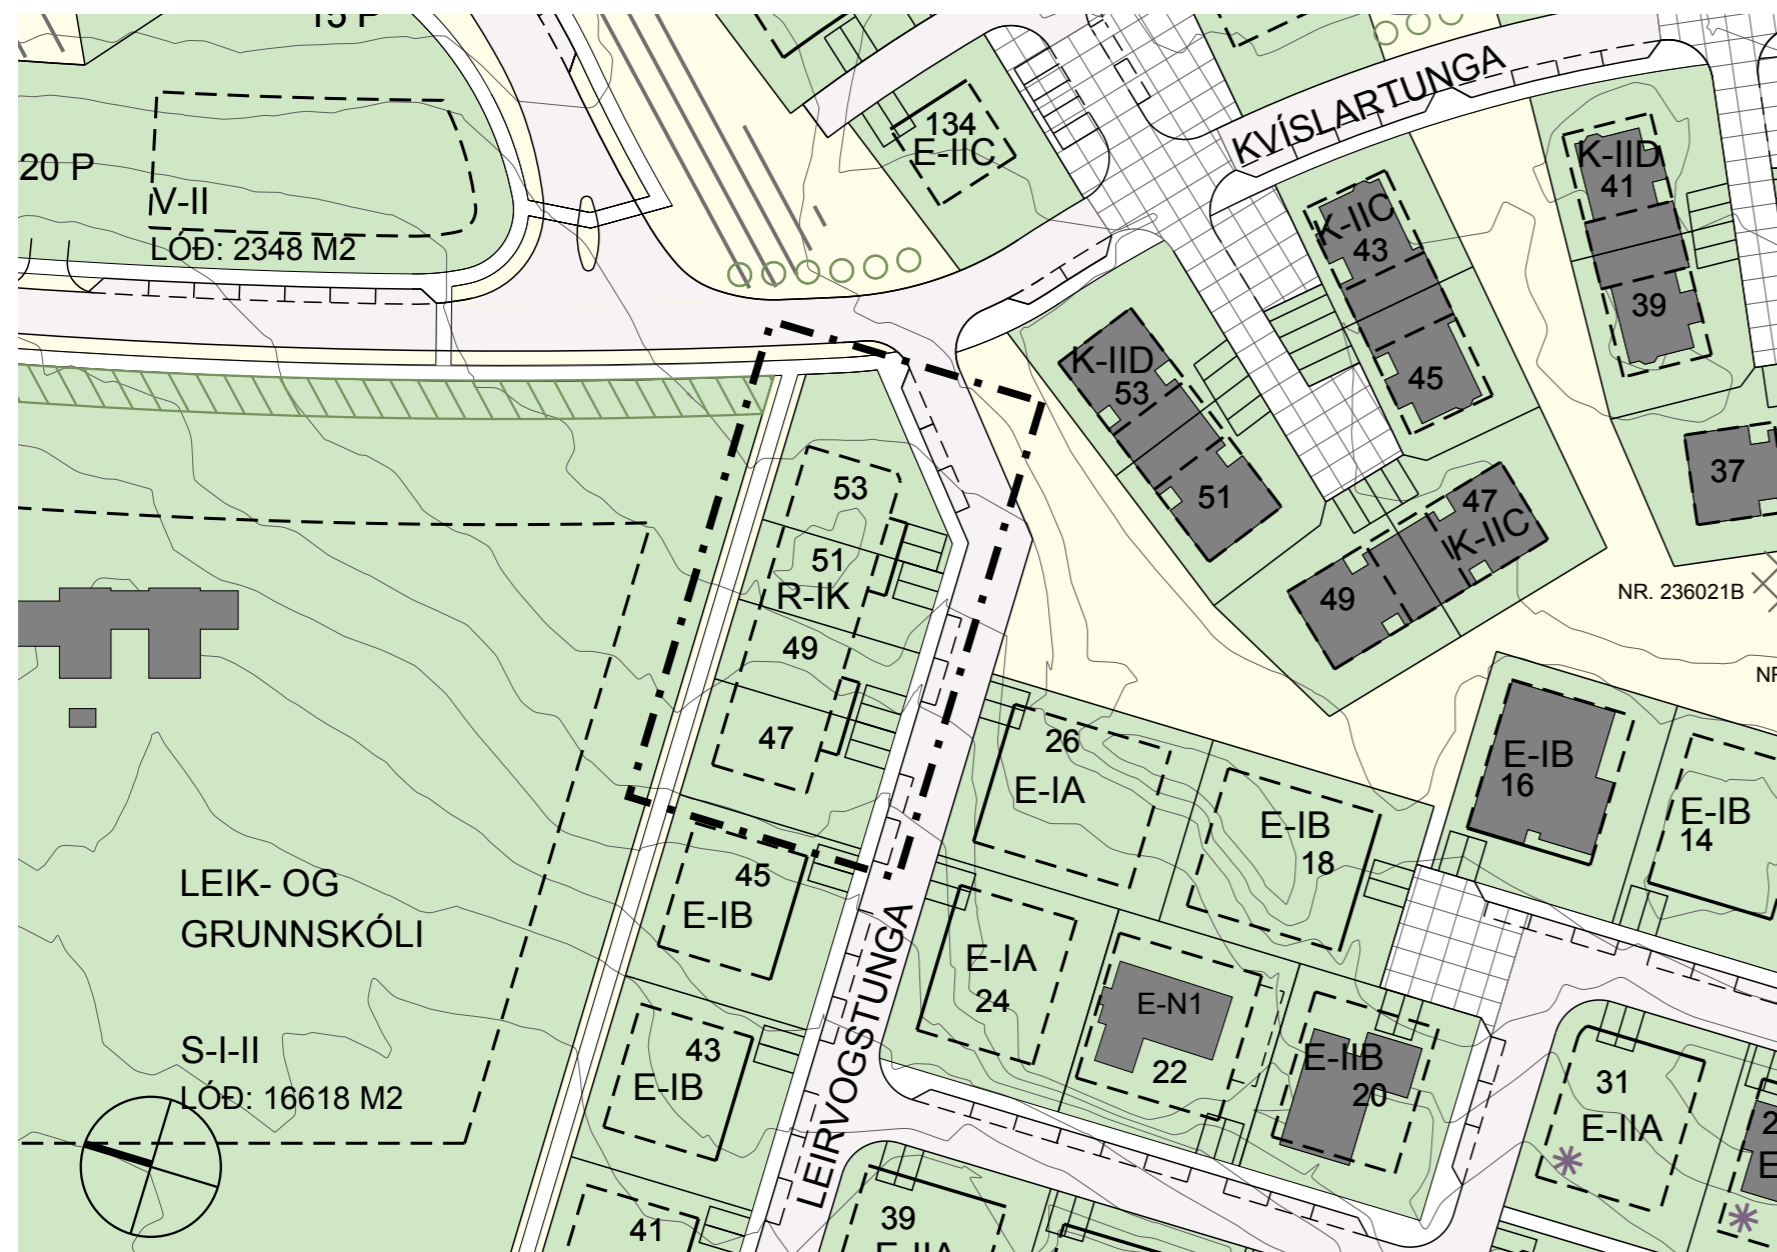 15 P
20 P
V-II
LÓÐ: 2348 M2
134
E-IIC
KVÍSLARTUNGA
K-IID
41
39
K-IIC
43
45
K-IID
53
51
37
47
K-IIC
49
NR. 236021B
53
51
R-IK
49
47
26
E-IA
E-IB
18
E-IB
16
E-IB
14
45
E-IB
LEIK- OG
GRUNNSKÓLI
E-IA
24
E-N1
22
E-IIB
20
S-I-II
LÓÐ: 16618 M2
43
E-IB
LEIRVOGSTUNGA
31
E-IIA
41
39
E-IIA